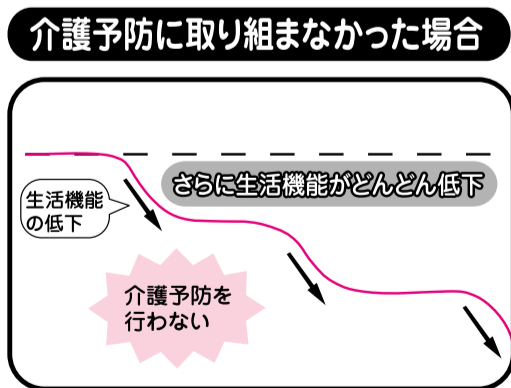 介護予防に取り組まなかった場合
さらに生活機能がどんどん低下
生活機能
の低下
介護予防を
行わない